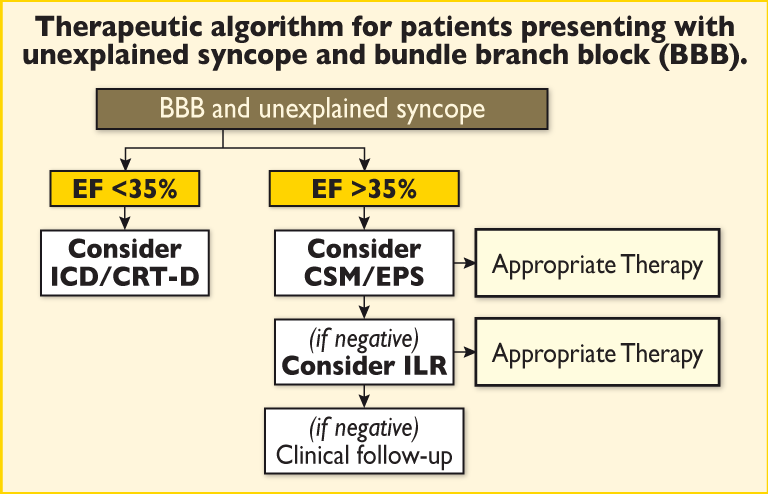 Therapeutic algorithm for patients presenting with
unexplained syncope and bundle branch block (BBB).
BBB and unexplained syncope
EF <35%
EF >35%
Consider
ICD/CRT-D
Consider
CSM/EPS
Appropriate Therapy
(if negative)
Consider ILR
Appropriate Therapy
(if negative)
Clinical follow-up